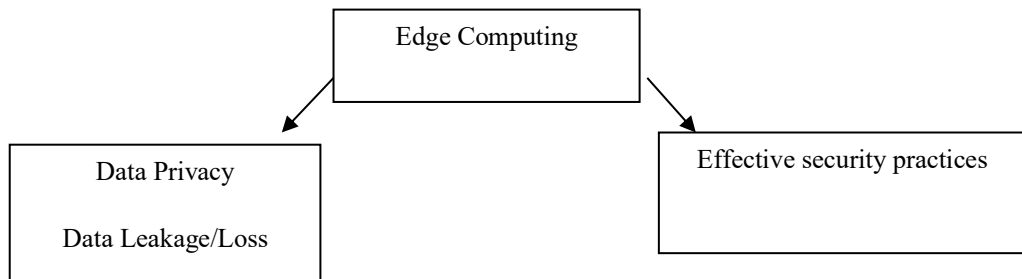 Edge Computing
Data Privacy
Data Leakage/Loss
Effective security practices